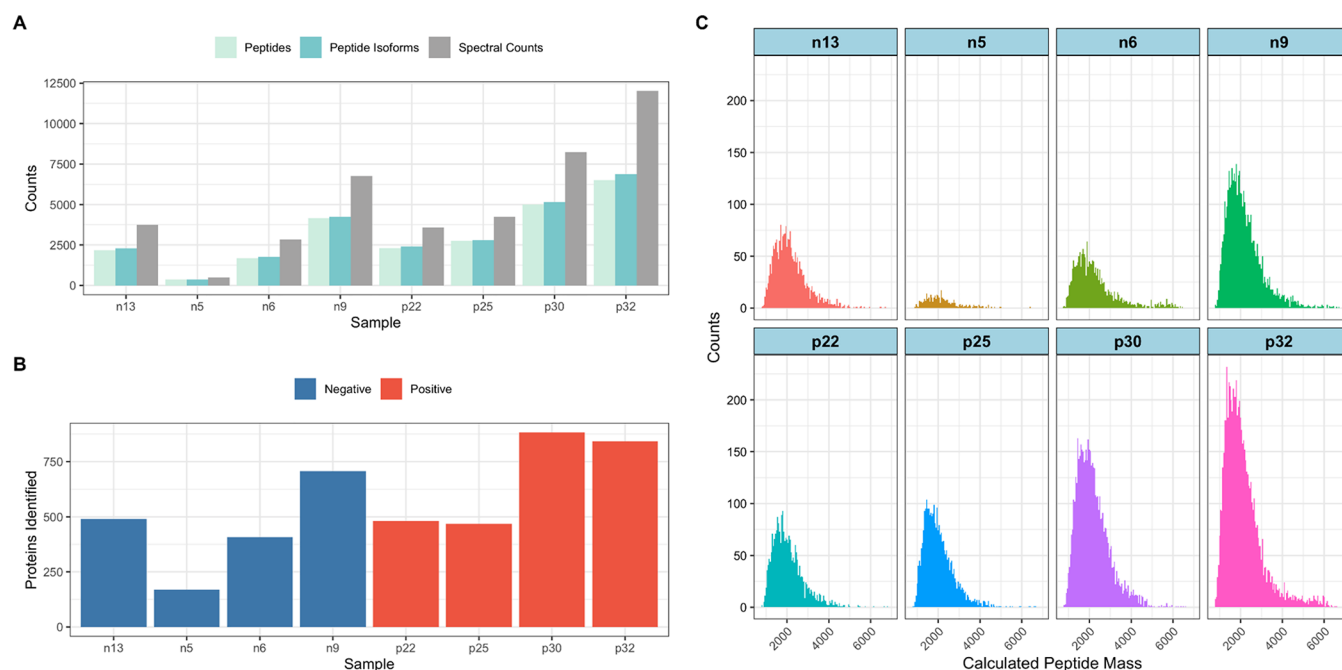 A
Peptides Peptide Isoforms Spectral Counts
12500
10000
7500
5000
2500
0
Counts
n13 n5 n6 n9 p22 p25 p30 p32
Sample
B
Negative Positive
750
500
250
0
Proteins Identified
n13 n5 n6 n9 p22 p25 p30 p32
Sample
C
n13 n5 n6 n9
200
150
100
50
0
Counts
p22 p25 p30 p32
200
150
100
50
0
2000 4000 6000 2000 4000 6000 2000 4000 6000 2000 4000 6000
Calculated Peptide Mass